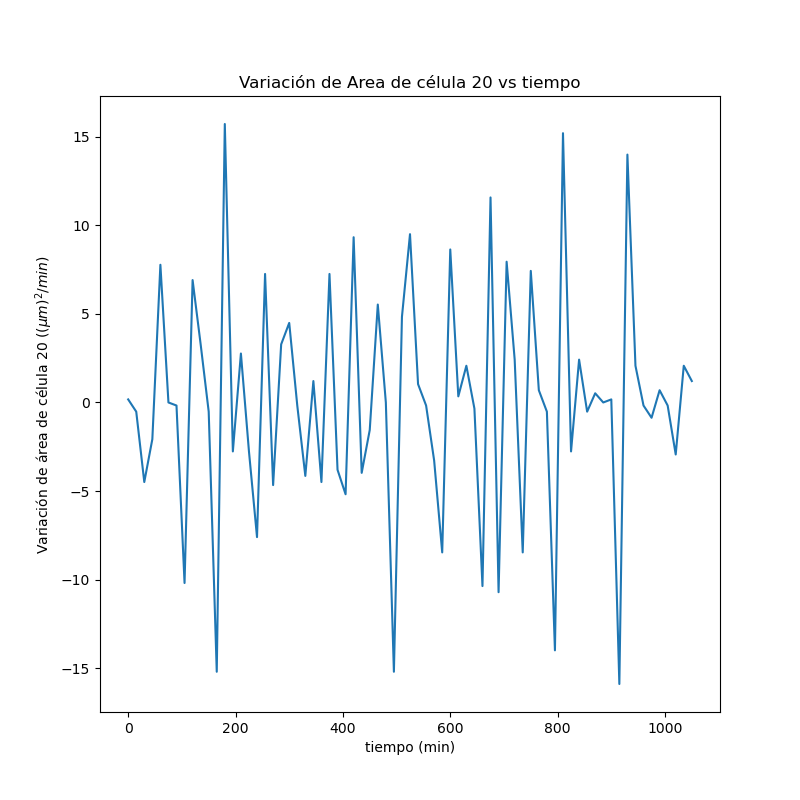 Variación de Area de célula 20 vs tiempo
Variación de area de célula 20 ((μm)²/min)
15
10
5
0
−5
−10
−15
0 200 400 600 800 1000
tiempo (min)